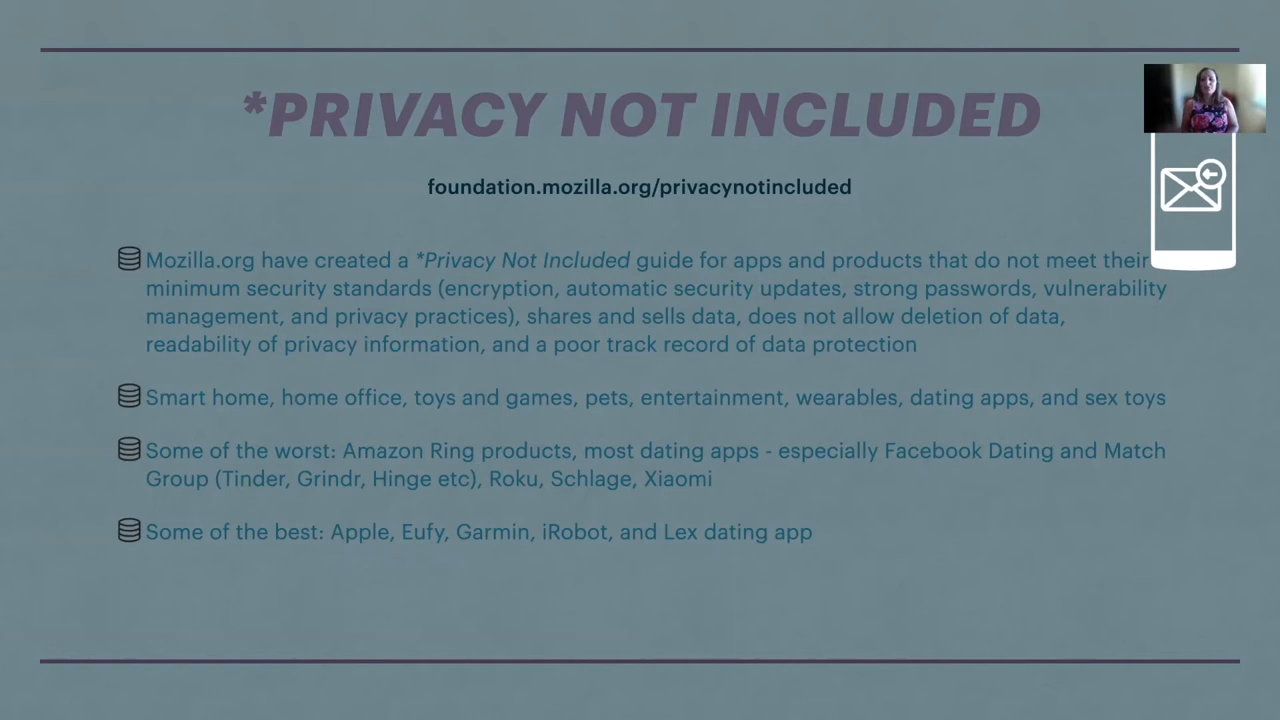 *PRIVACY NOT INCLUDED
foundation.mozilla.org/privacynotincluded
Mozilla.org have created a *Privacy Not Included guide for apps and products that do not meet their
minimum security standards (encryption, automatic security updates, strong passwords, vulnerability
management, and privacy practices), shares and sells data, does not allow deletion of data,
readability of privacy information, and a poor track record of data protection
Smart home, home office, toys and games, pets, entertainment, wearables, dating apps, and sex toys
Some of the worst: Amazon Ring products, most dating apps - especially Facebook Dating and Match
Group (Tinder, Grindr, Hinge etc), Roku, Schlage, Xiaomi
Some of the best: Apple, Eufy, Garmin, iRobot, and Lex dating app